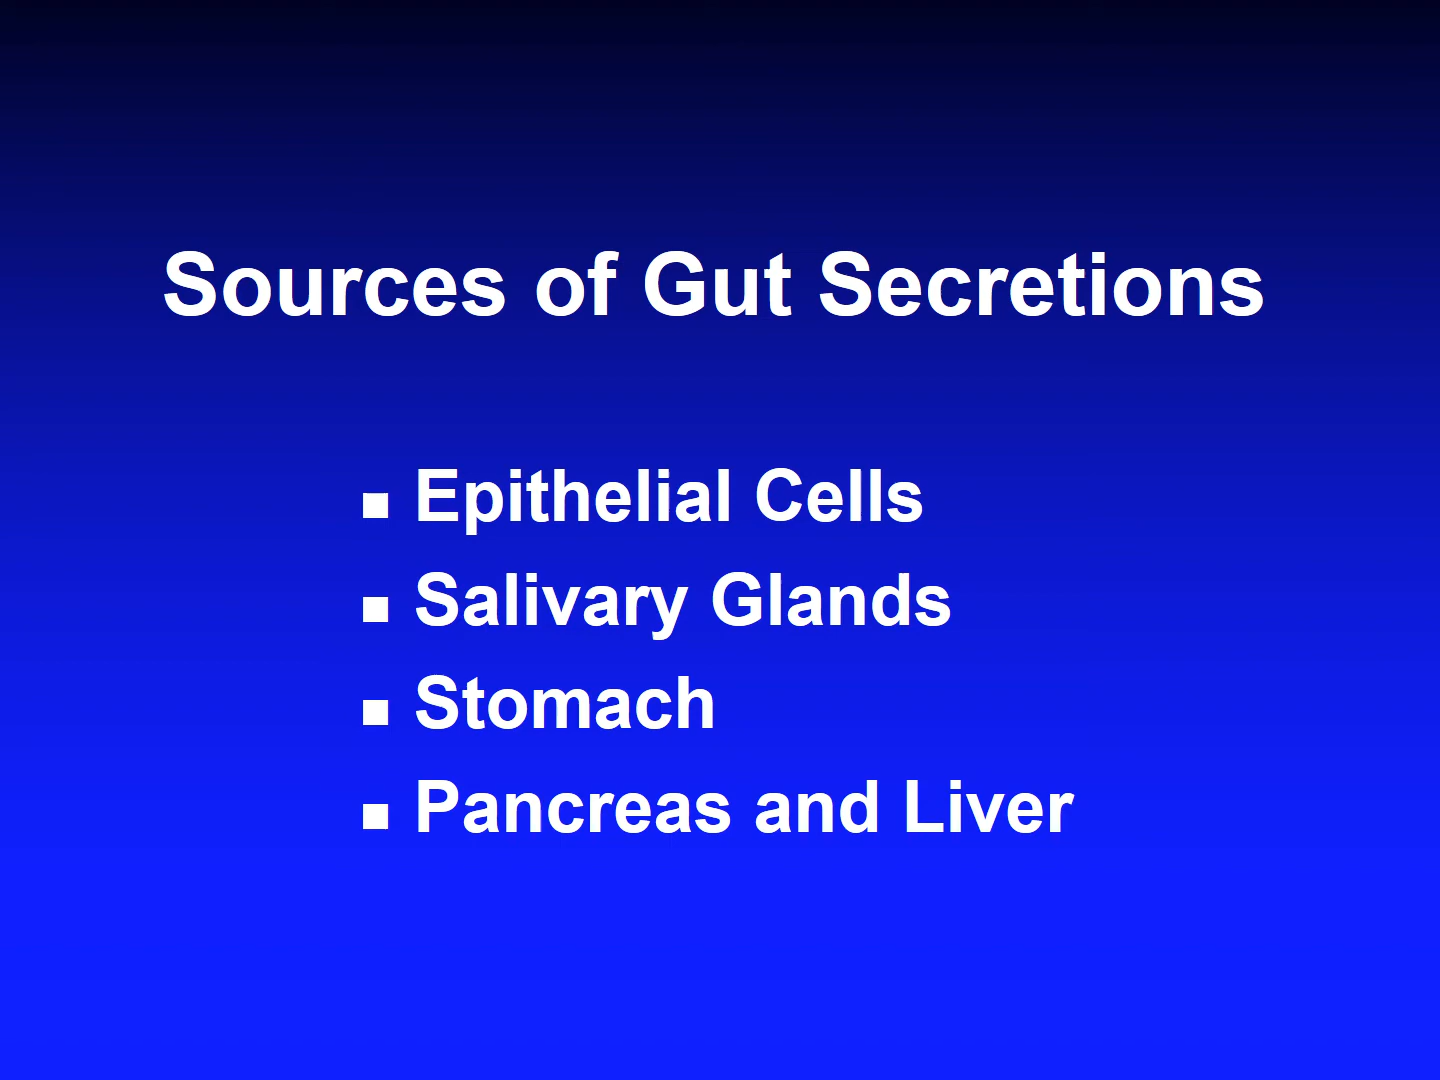 Sources of Gut Secretions
▪ Epithelial Cells
▪ Salivary Glands
▪ Stomach
▪ Pancreas and Liver